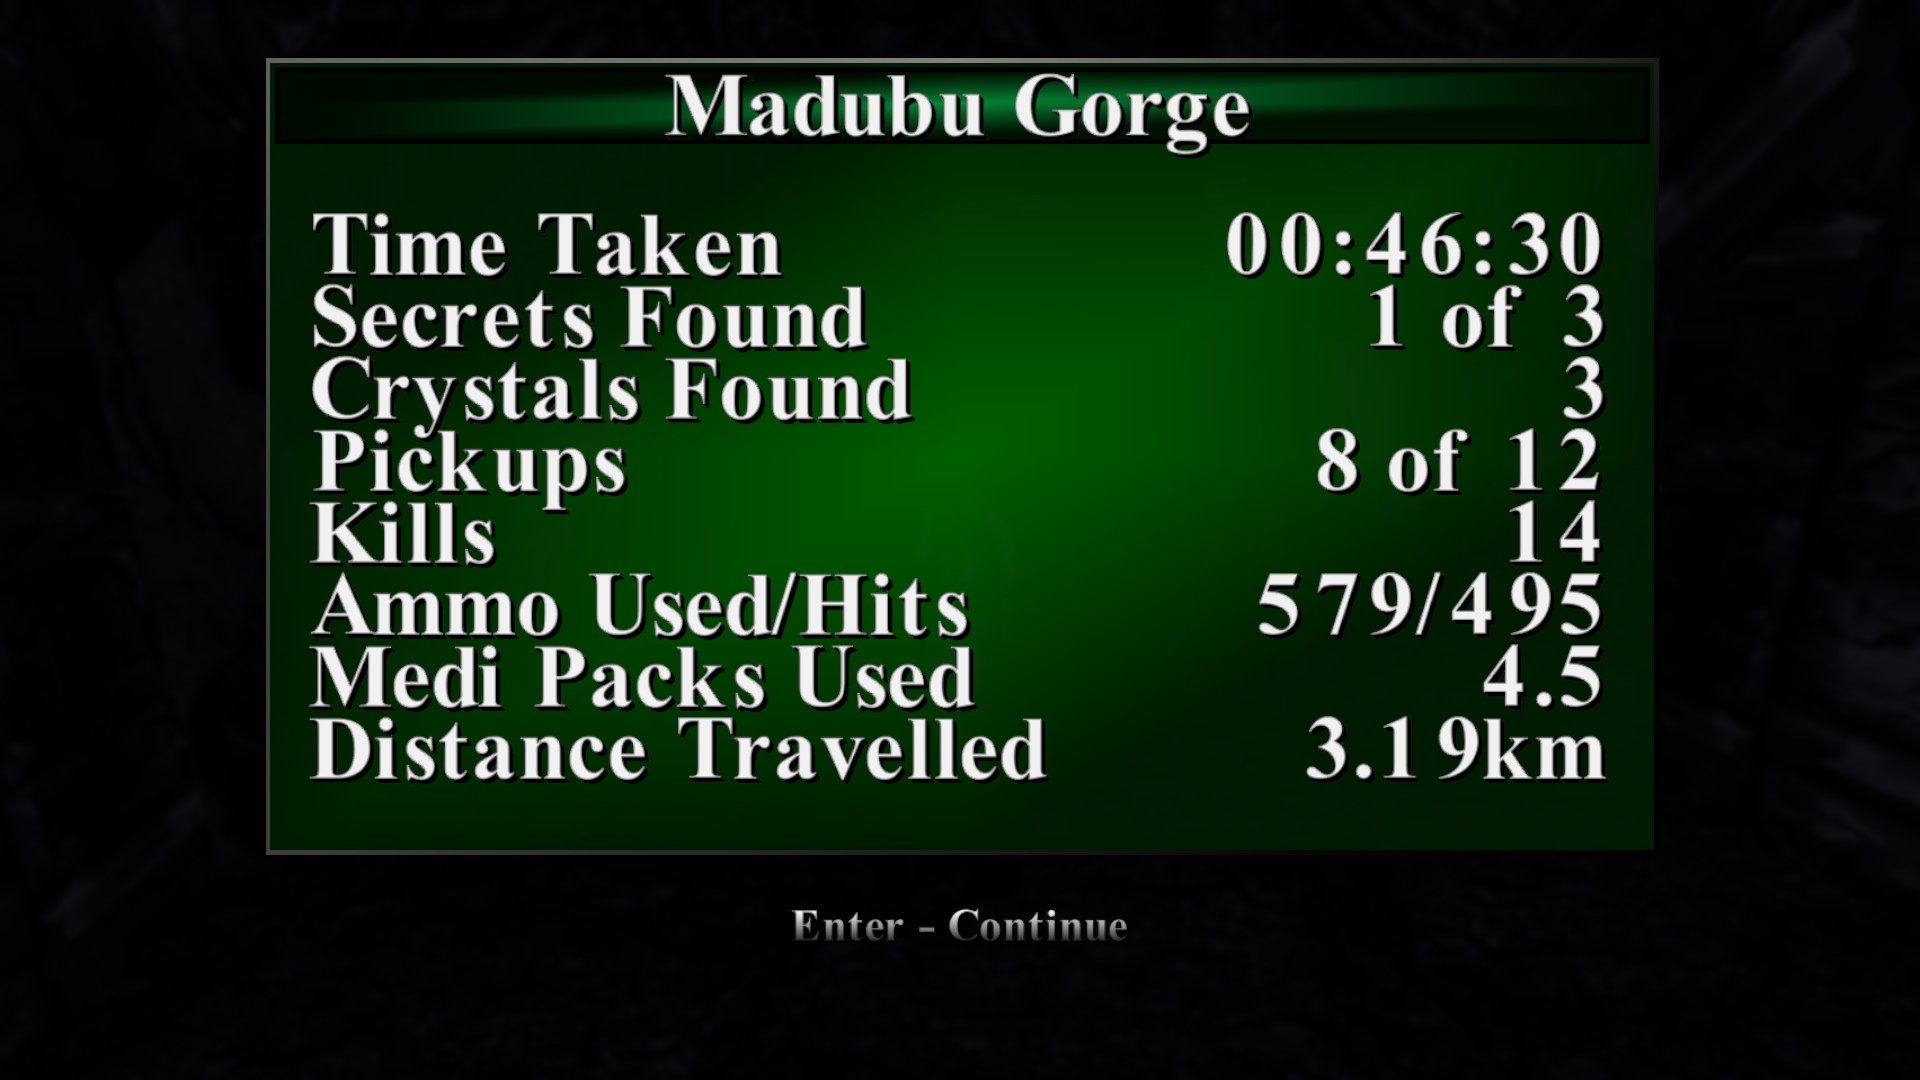 Madubu Gorge
Time Taken 00:46:30
Secrets Found 1 of 3
Crystals Found 3
Pickups 8 of 12
Kills 14
Ammo Used/Hits 579/495
Medi Packs Used 4.5
Distance Travelled 3.19km
Enter - Continue